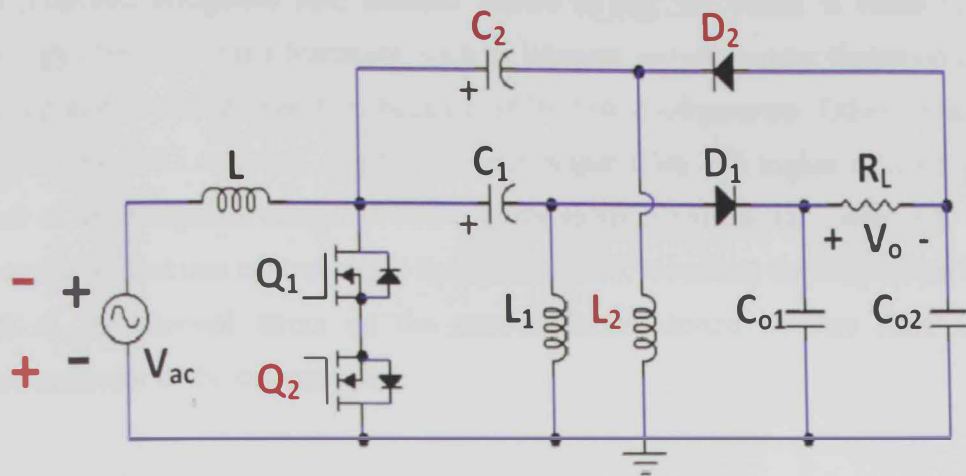 C2 D2
+
L C1 D1 RL
+ + Vo -
- + Q1 L1 L2 Co1 Co2
+ - Vac Q2